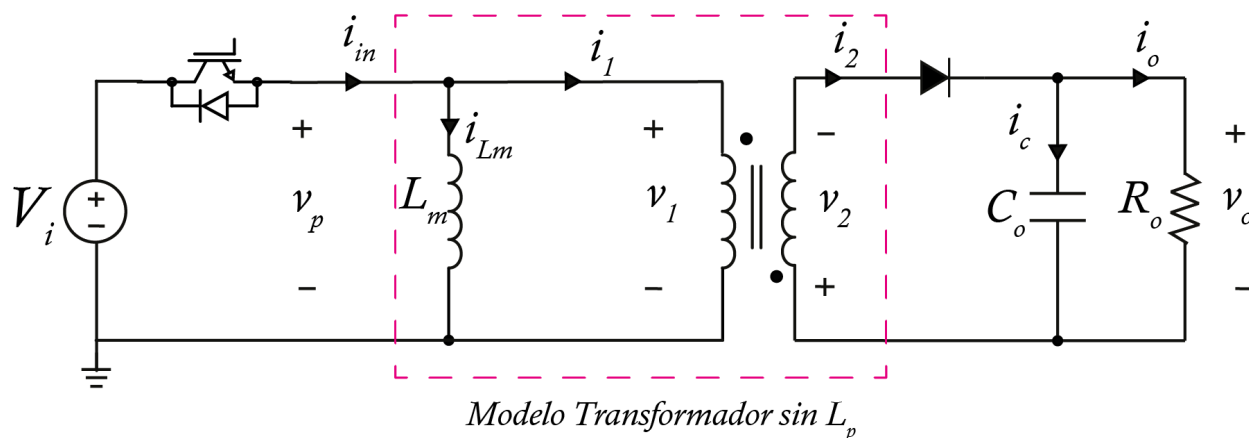 i_in
i_1
i_2
i_o
+
+
−
i_c
+
i_Lm
V_i
+
−
v_p
L_m
v_1
v_2
C_o
R_o
v_o
−
−
+
−
Modelo Transformador sin L_p